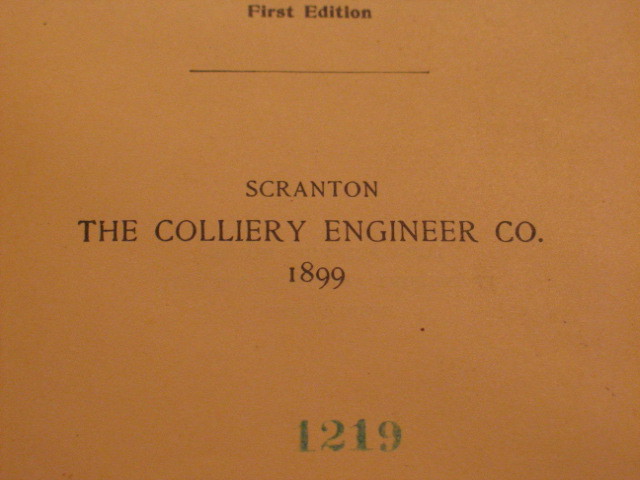 First Edition
SCRANTON
THE COLLIERY ENGINEER CO.
1899
1219